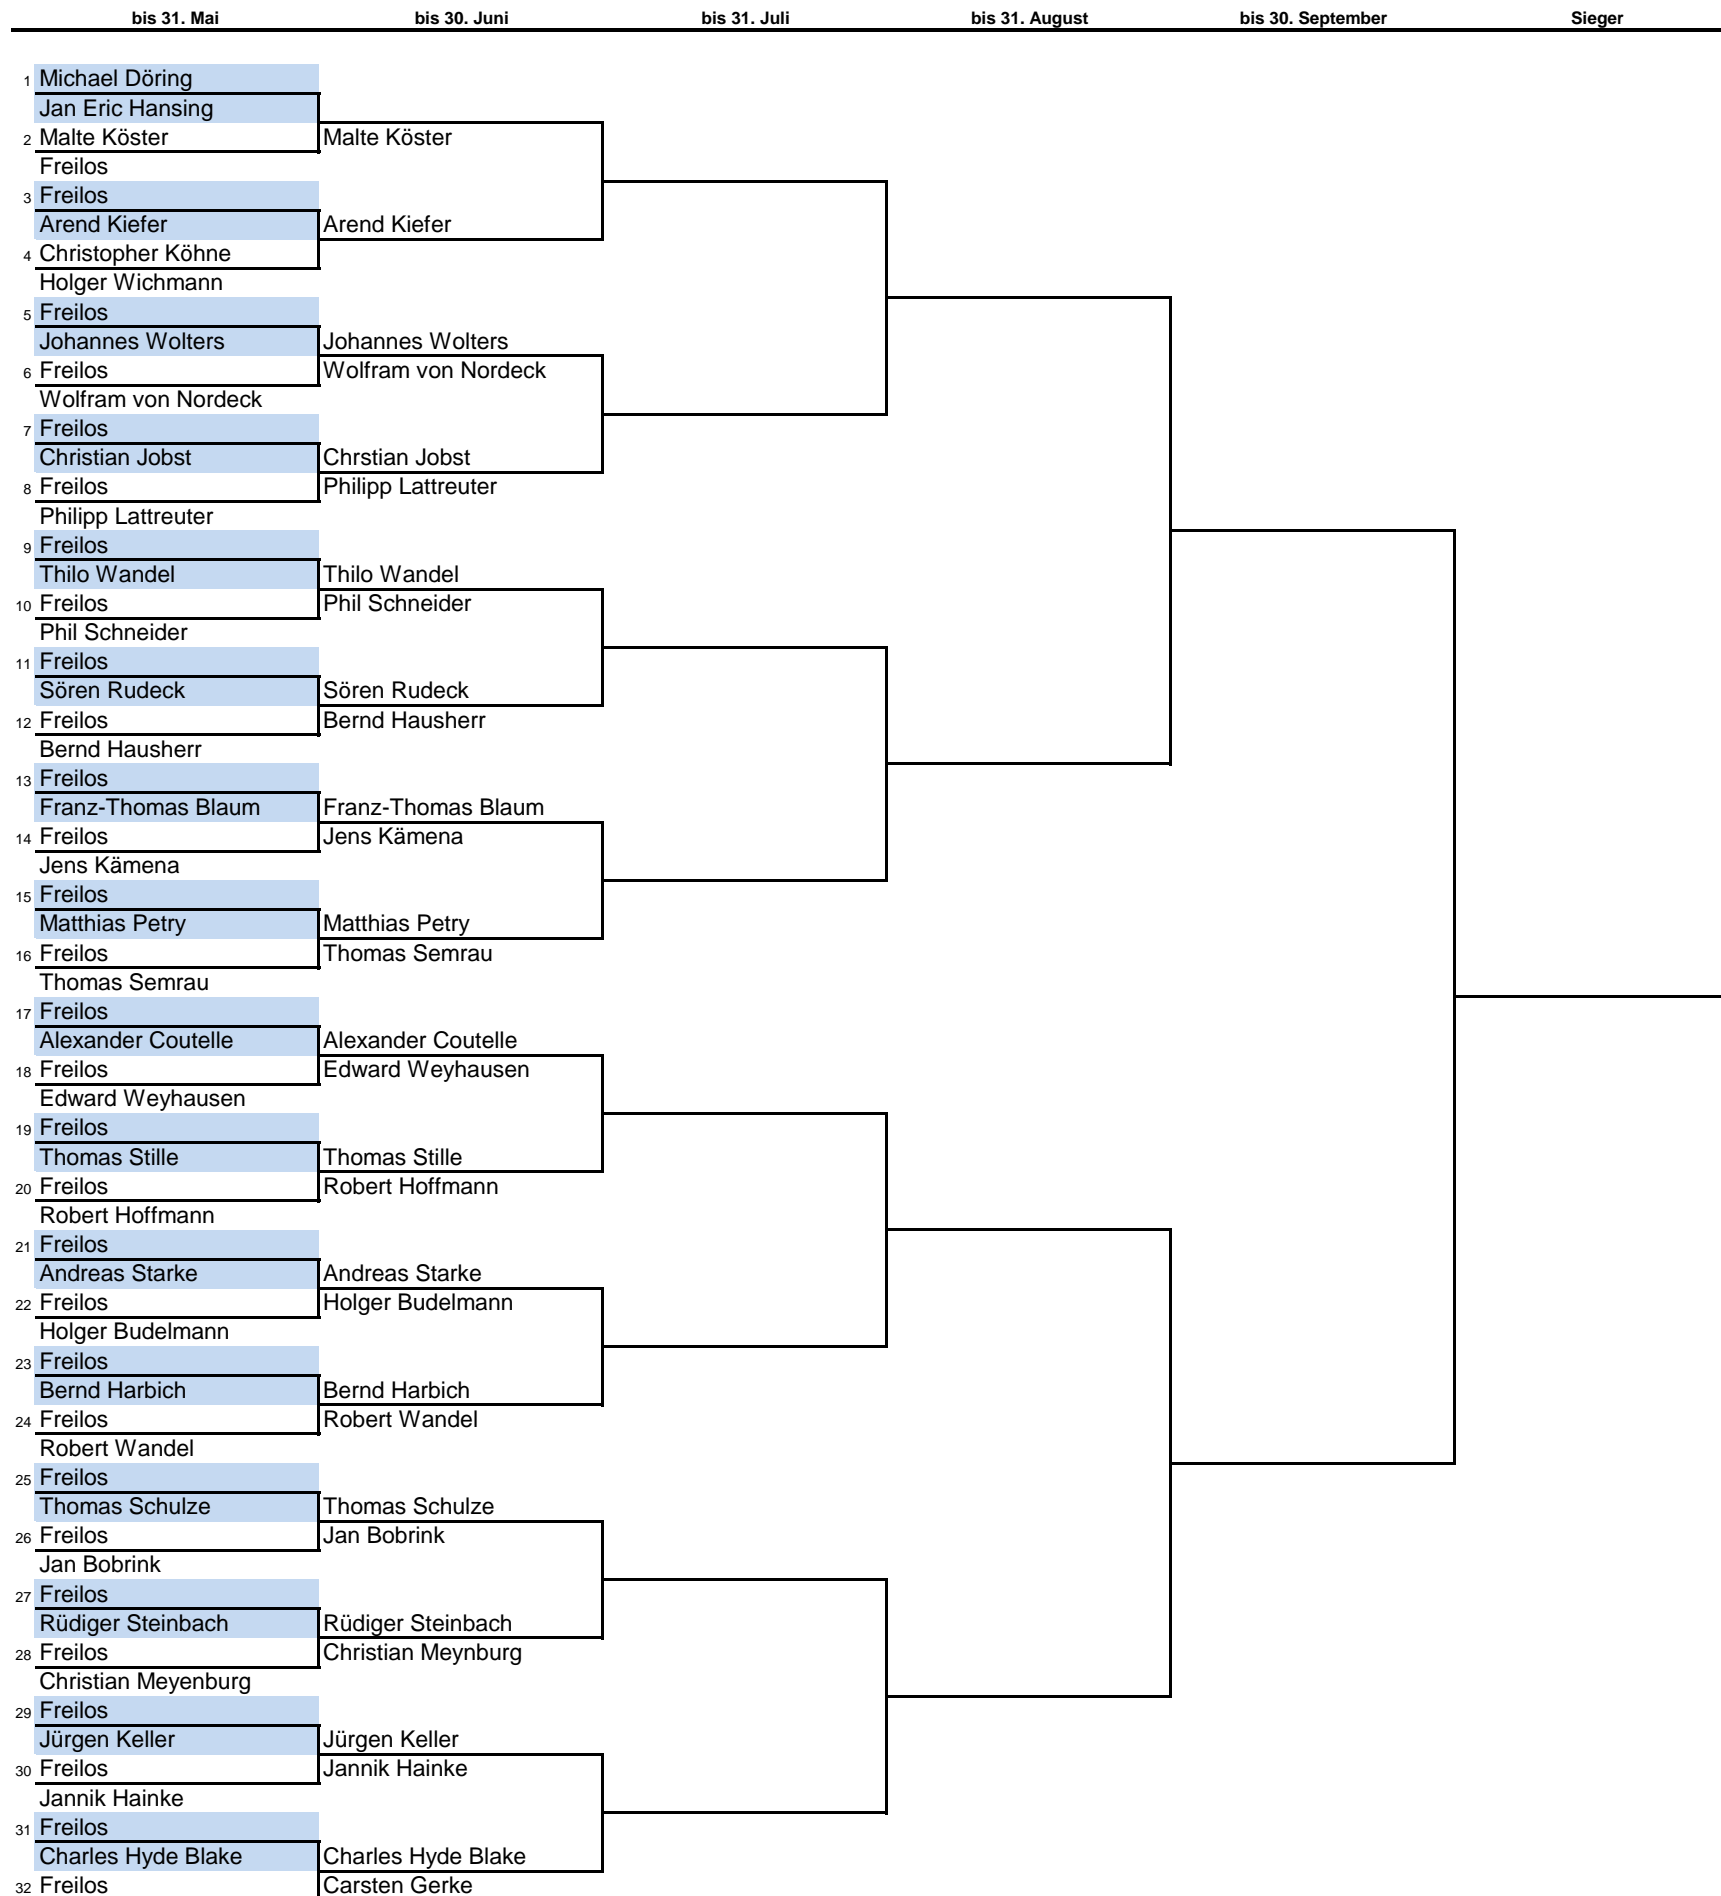 bis 31. Mai bis 30. Juni bis 31. Juli bis 31. August bis 30. September Sieger
1 Michael Döring
Jan Eric Hansing
2 Malte Köster Malte Köster
Freilos
3 Freilos
Arend Kiefer Arend Kiefer
4 Christopher Köhne
Holger Wichmann
5 Freilos
Johannes Wolters Johannes Wolters
6 Freilos Wolfram von Nordeck
Wolfram von Nordeck
7 Freilos
Christian Jobst Chrstian Jobst
8 Freilos Philipp Lattreuter
Philipp Lattreuter
9 Freilos
Thilo Wandel Thilo Wandel
10 Freilos Phil Schneider
Phil Schneider
11 Freilos
Sören Rudeck Sören Rudeck
12 Freilos Bernd Hausherr
Bernd Hausherr
13 Freilos
Franz-Thomas Blaum Franz-Thomas Blaum
14 Freilos Jens Kämena
Jens Kämena
15 Freilos
Matthias Petry Matthias Petry
16 Freilos Thomas Semrau
Thomas Semrau
17 Freilos
Alexander Coutelle Alexander Coutelle
18 Freilos Edward Weyhausen
Edward Weyhausen
19 Freilos
Thomas Stille Thomas Stille
20 Freilos Robert Hoffmann
Robert Hoffmann
21 Freilos
Andreas Starke Andreas Starke
22 Freilos Holger Budelmann
Holger Budelmann
23 Freilos
Bernd Harbich Bernd Harbich
24 Freilos Robert Wandel
Robert Wandel
25 Freilos
Thomas Schulze Thomas Schulze
26 Freilos Jan Bobrink
Jan Bobrink
27 Freilos
Rüdiger Steinbach Rüdiger Steinbach
28 Freilos Christian Meynburg
Christian Meyenburg
29 Freilos
Jürgen Keller Jürgen Keller
30 Freilos Jannik Hainke
Jannik Hainke
31 Freilos
Charles Hyde Blake Charles Hyde Blake
32 Freilos Carsten Gerke